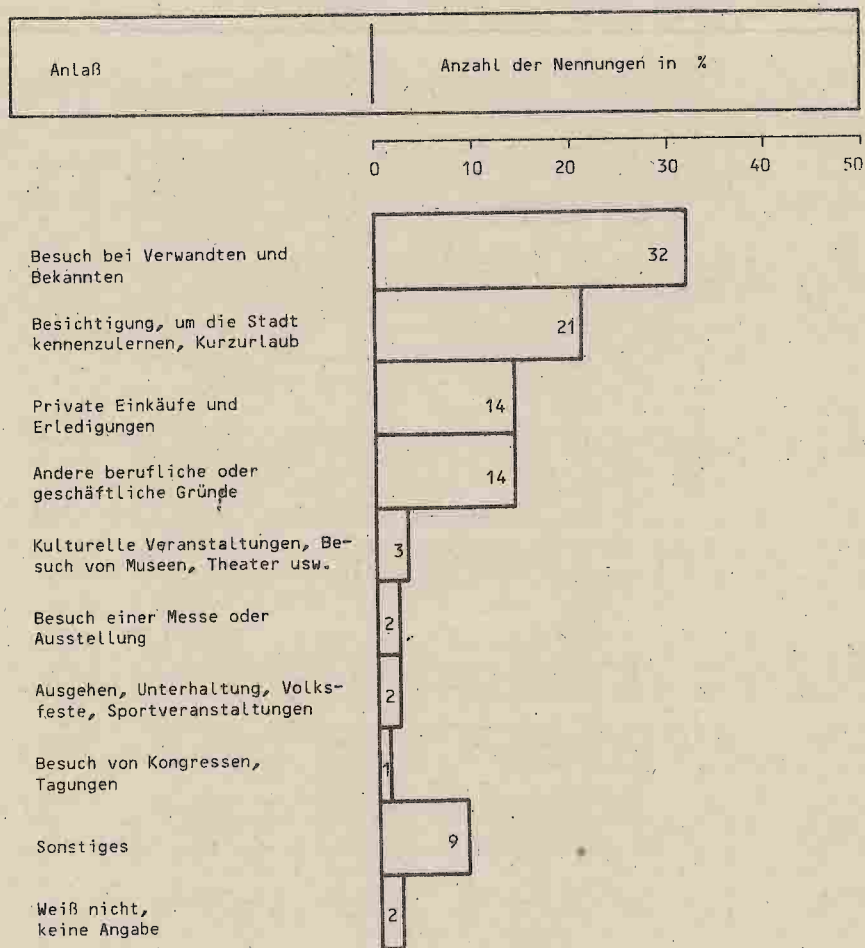 Anlaß
Anzahl der Nennungen in %
0 10 20 30 40 50
Besuch bei Verwandten und
Bekannten
32
Besichtigung, um die Stadt
kennenzulernen, Kurzurlaub
21
Private Einkäufe und
Erledigungen
14
Andere berufliche oder
geschäftliche Gründe
14
Kulturelle Veranstaltungen, Be-
such von Museen, Theater usw.
3
Besuch einer Messe oder
Ausstellung
2
Ausgehen, Unterhaltung, Volks-
feste, Sportveranstaltungen
2
Besuch von Kongressen,
Tagungen
1
Sonstiges
9
Weiß nicht,
keine Angabe
2